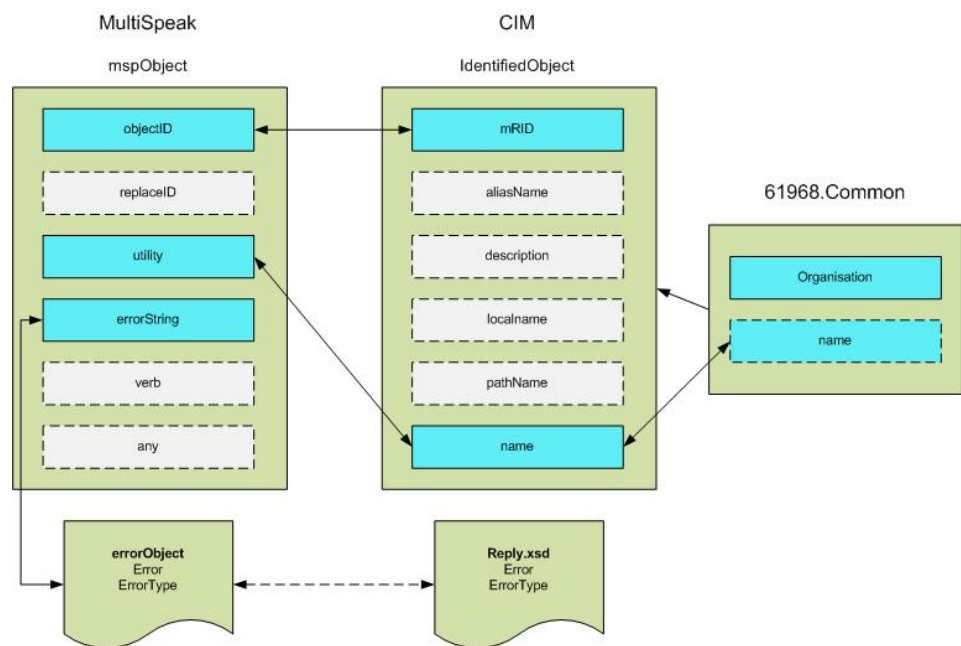 MultiSpeak
CIM
mspObject
IdentifiedObject
objectID
mRID
replaceID
aliasName
61968.Common
utility
description
Organisation
errorString
localname
name
verb
pathName
any
name
errorObject
Error
ErrorType
Reply.xsd
Error
ErrorType